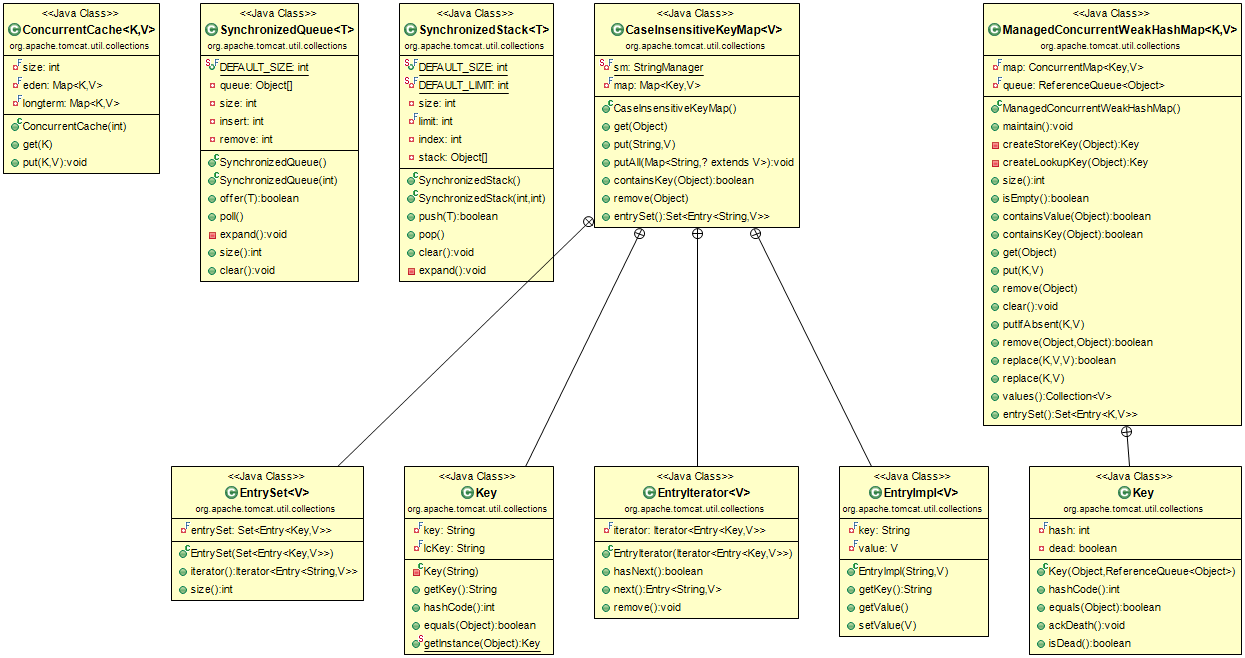 <<Java Class>>
ConcurrentCache<K,V>
org.apache.tomcat.util.collections
size: int
eden: Map<K,V>
longterm: Map<K,V>
ConcurrentCache(int)
get(K)
put(K,V):void
<<Java Class>>
SynchronizedQueue<T>
org.apache.tomcat.util.collections
DEFAULT_SIZE: int
queue: Object[]
size: int
insert: int
remove: int
SynchronizedQueue()
SynchronizedQueue(int)
offer(T):boolean
poll()
expand():void
size():int
clear():void
<<Java Class>>
SynchronizedStack<T>
org.apache.tomcat.util.collections
DEFAULT_SIZE: int
DEFAULT_LIMIT: int
size: int
limit: int
index: int
stack: Object[]
SynchronizedStack()
SynchronizedStack(int,int)
push(T):boolean
pop()
clear():void
expand():void
<<Java Class>>
CaseInsensitiveKeyMap<V>
org.apache.tomcat.util.collections
sm: StringManager
map: Map<Key,V>
CaseInsensitiveKeyMap()
get(Object)
put(String,V)
putAll(Map<String,? extends V>):void
containsKey(Object):boolean
remove(Object)
entrySet():Set<Entry<String,V>>
<<Java Class>>
ManagedConcurrentWeakHashMap<K,V>
org.apache.tomcat.util.collections
map: ConcurrentMap<Key,V>
queue: ReferenceQueue<Object>
ManagedConcurrentWeakHashMap()
maintain():void
createStoreKey(Object):Key
createLookupKey(Object):Key
size():int
isEmpty():boolean
containsValue(Object):boolean
containsKey(Object):boolean
get(Object)
put(K,V)
remove(Object)
clear():void
putIfAbsent(K,V)
remove(Object,Object):boolean
replace(K,V,V):boolean
replace(K,V)
values():Collection<V>
entrySet():Set<Entry<K,V>>
<<Java Class>>
EntrySet<V>
org.apache.tomcat.util.collections
entrySet: Set<Entry<Key,V>>
EntrySet(Set<Entry<Key,V>>)
iterator():Iterator<Entry<String,V>>
size():int
<<Java Class>>
Key
org.apache.tomcat.util.collections
key: String
lcKey: String
Key(String)
getKey():String
hashCode():int
equals(Object):boolean
getInstance(Object):Key
<<Java Class>>
EntryIterator<V>
org.apache.tomcat.util.collections
iterator: Iterator<Entry<Key,V>>
EntryIterator(Iterator<Entry<Key,V>>)
hasNext():boolean
next():Entry<String,V>
remove():void
<<Java Class>>
EntryImpl<V>
org.apache.tomcat.util.collections
key: String
value: V
EntryImpl(String,V)
getKey():String
getValue()
setValue(V)
<<Java Class>>
Key
org.apache.tomcat.util.collections
hash: int
dead: boolean
Key(Object,ReferenceQueue<Object>)
hashCode():int
equals(Object):boolean
ackDeath():void
isDead():boolean